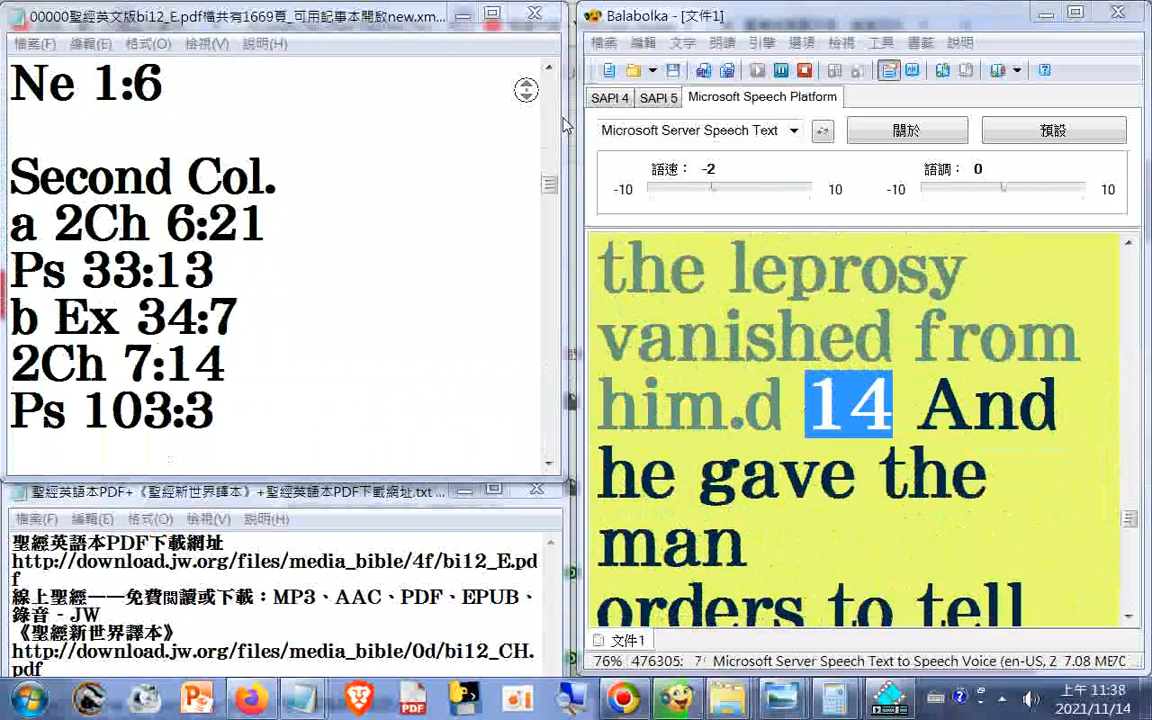 00000聖經英文版bi12_E.pdf檔共有1669頁_可用記事本開啟new.xm...
檔案(F) 編輯(E) 格式(O) 檢視(V) 說明(H)
Ne 1:6
Second Col.
a 2Ch 6:21
Ps 33:13
b Ex 34:7
2Ch 7:14
Ps 103:3
聖經英語本PDF+《聖經新世界譯本》+聖經英語本PDF下載網址.txt ...
檔案(F) 編輯(E) 格式(O) 檢視(V) 說明(H)
聖經英語本PDF下載網址
http://download.jw.org/files/media_bible/4f/bi12_E.pd
f
線上聖經——免費閱讀或下載：MP3、AAC、PDF、EPUB、
錄音 - JW
《聖經新世界譯本》
http://download.jw.org/files/media_bible/0d/bi12_CH.
pdf
Balabolka - [文件1]
檔案 編輯 文字 朗讀 引擎 選項 檢視 工具 書籤 說明
SAPI 4 SAPI 5 Microsoft Speech Platform
Microsoft Server Speech Text 關於 預設
語速： -2 語調： 0
-10 10 -10 10
the leprosy
vanished from
him.d 14 And
he gave the
man
orders to tell
文件1
76% 476305: Microsoft Server Speech Text to Speech Voice (en-US, 7.08 ME
上午 11:38
2021/11/14